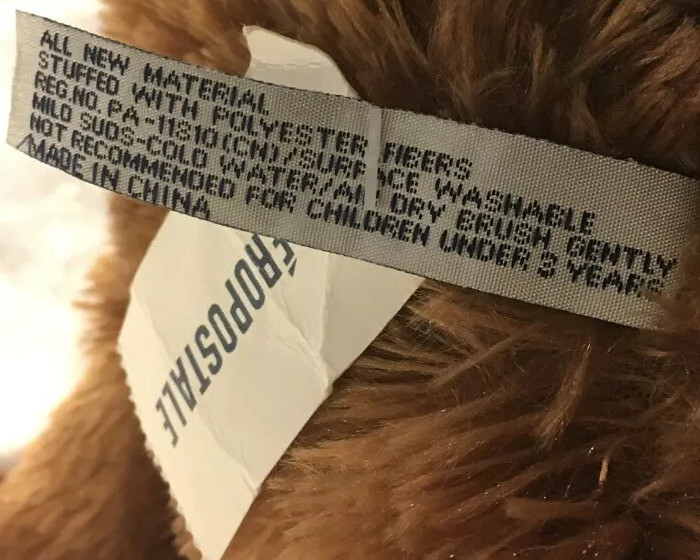 ALL NEW MATERIAL
STUFFED WITH POLYESTER FIBERS
REG.NO. PA-11810(CN)/SURFACE WASHABLE
MILD SUDS-COLD WATER/AIR DRY BRUSH GENTLY
NOT RECOMMENDED FOR CHILDREN UNDER 3 YEARS
/MADE IN CHINA
AÉROPOSTALE